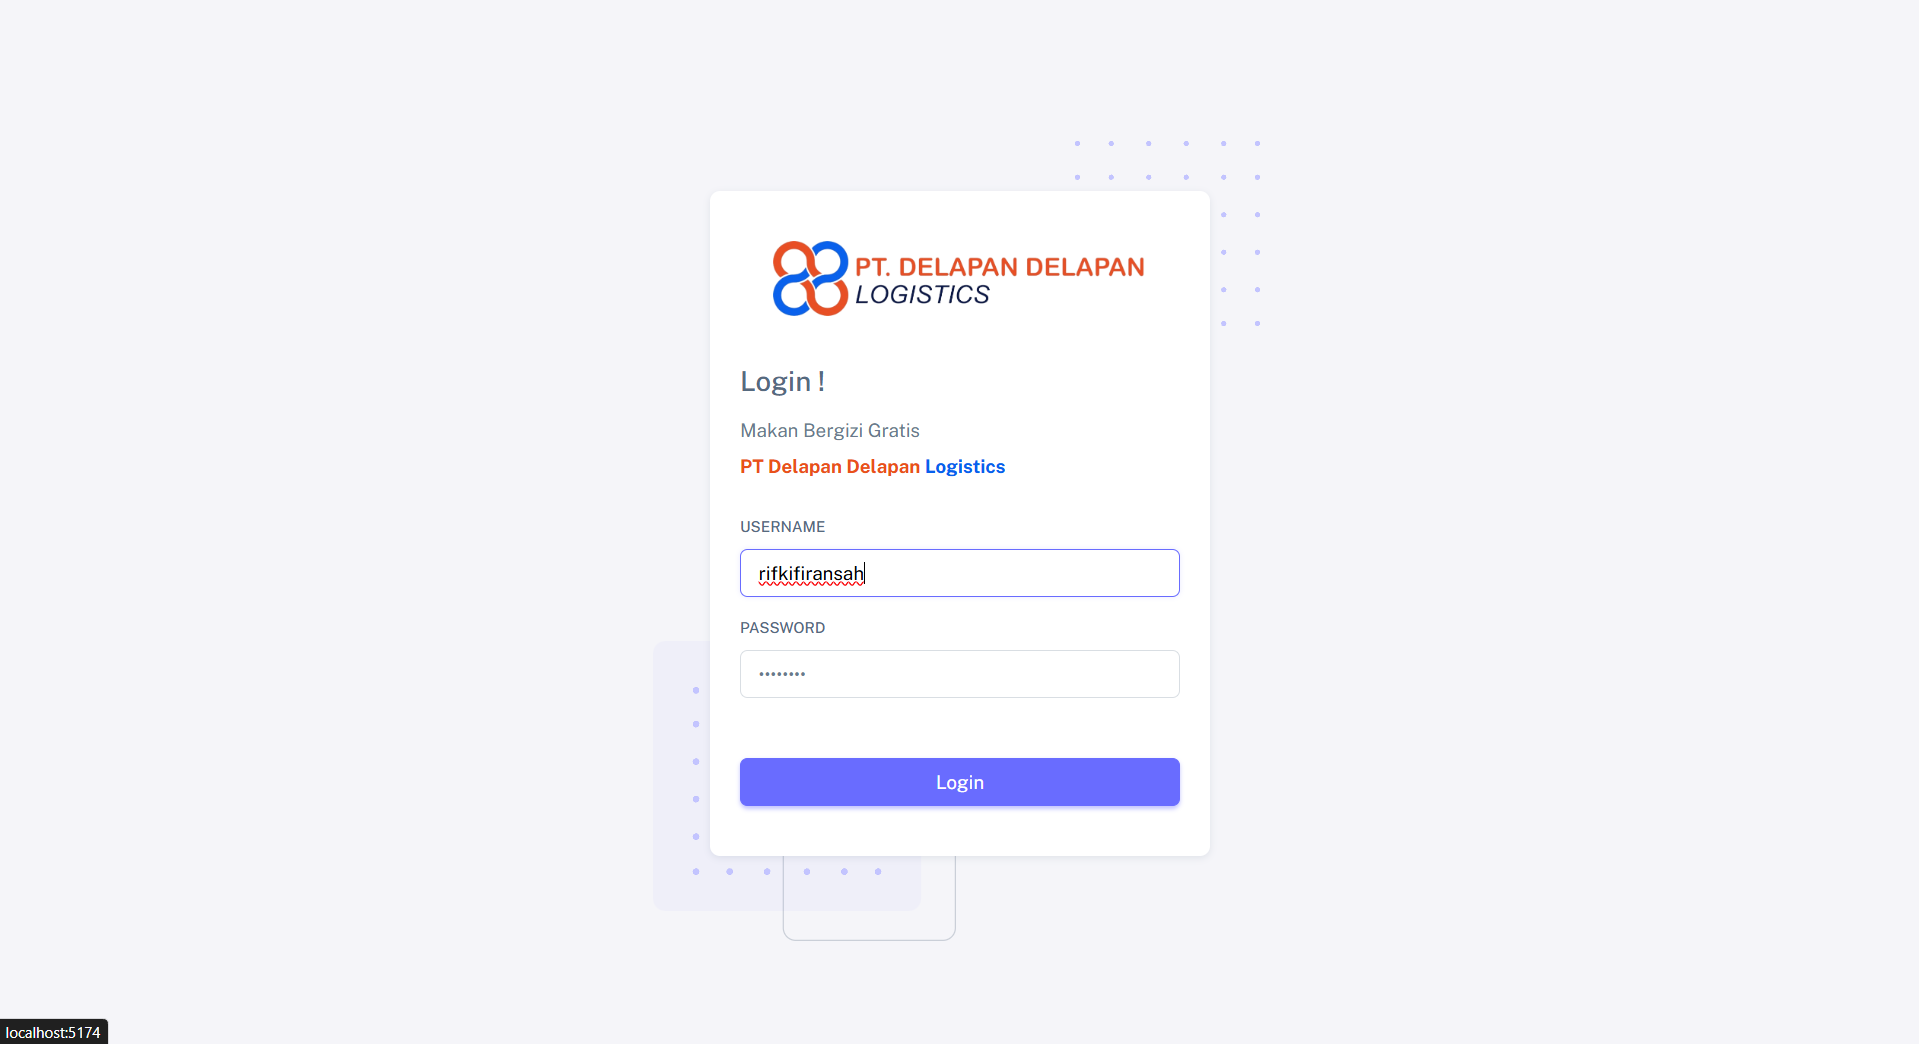 PT. DELAPAN DELAPAN
LOGISTICS
Login !
Makan Bergizi Gratis
PT Delapan Delapan Logistics
USERNAME
rifkifiransah
PASSWORD
••••••••
Login
localhost:5174